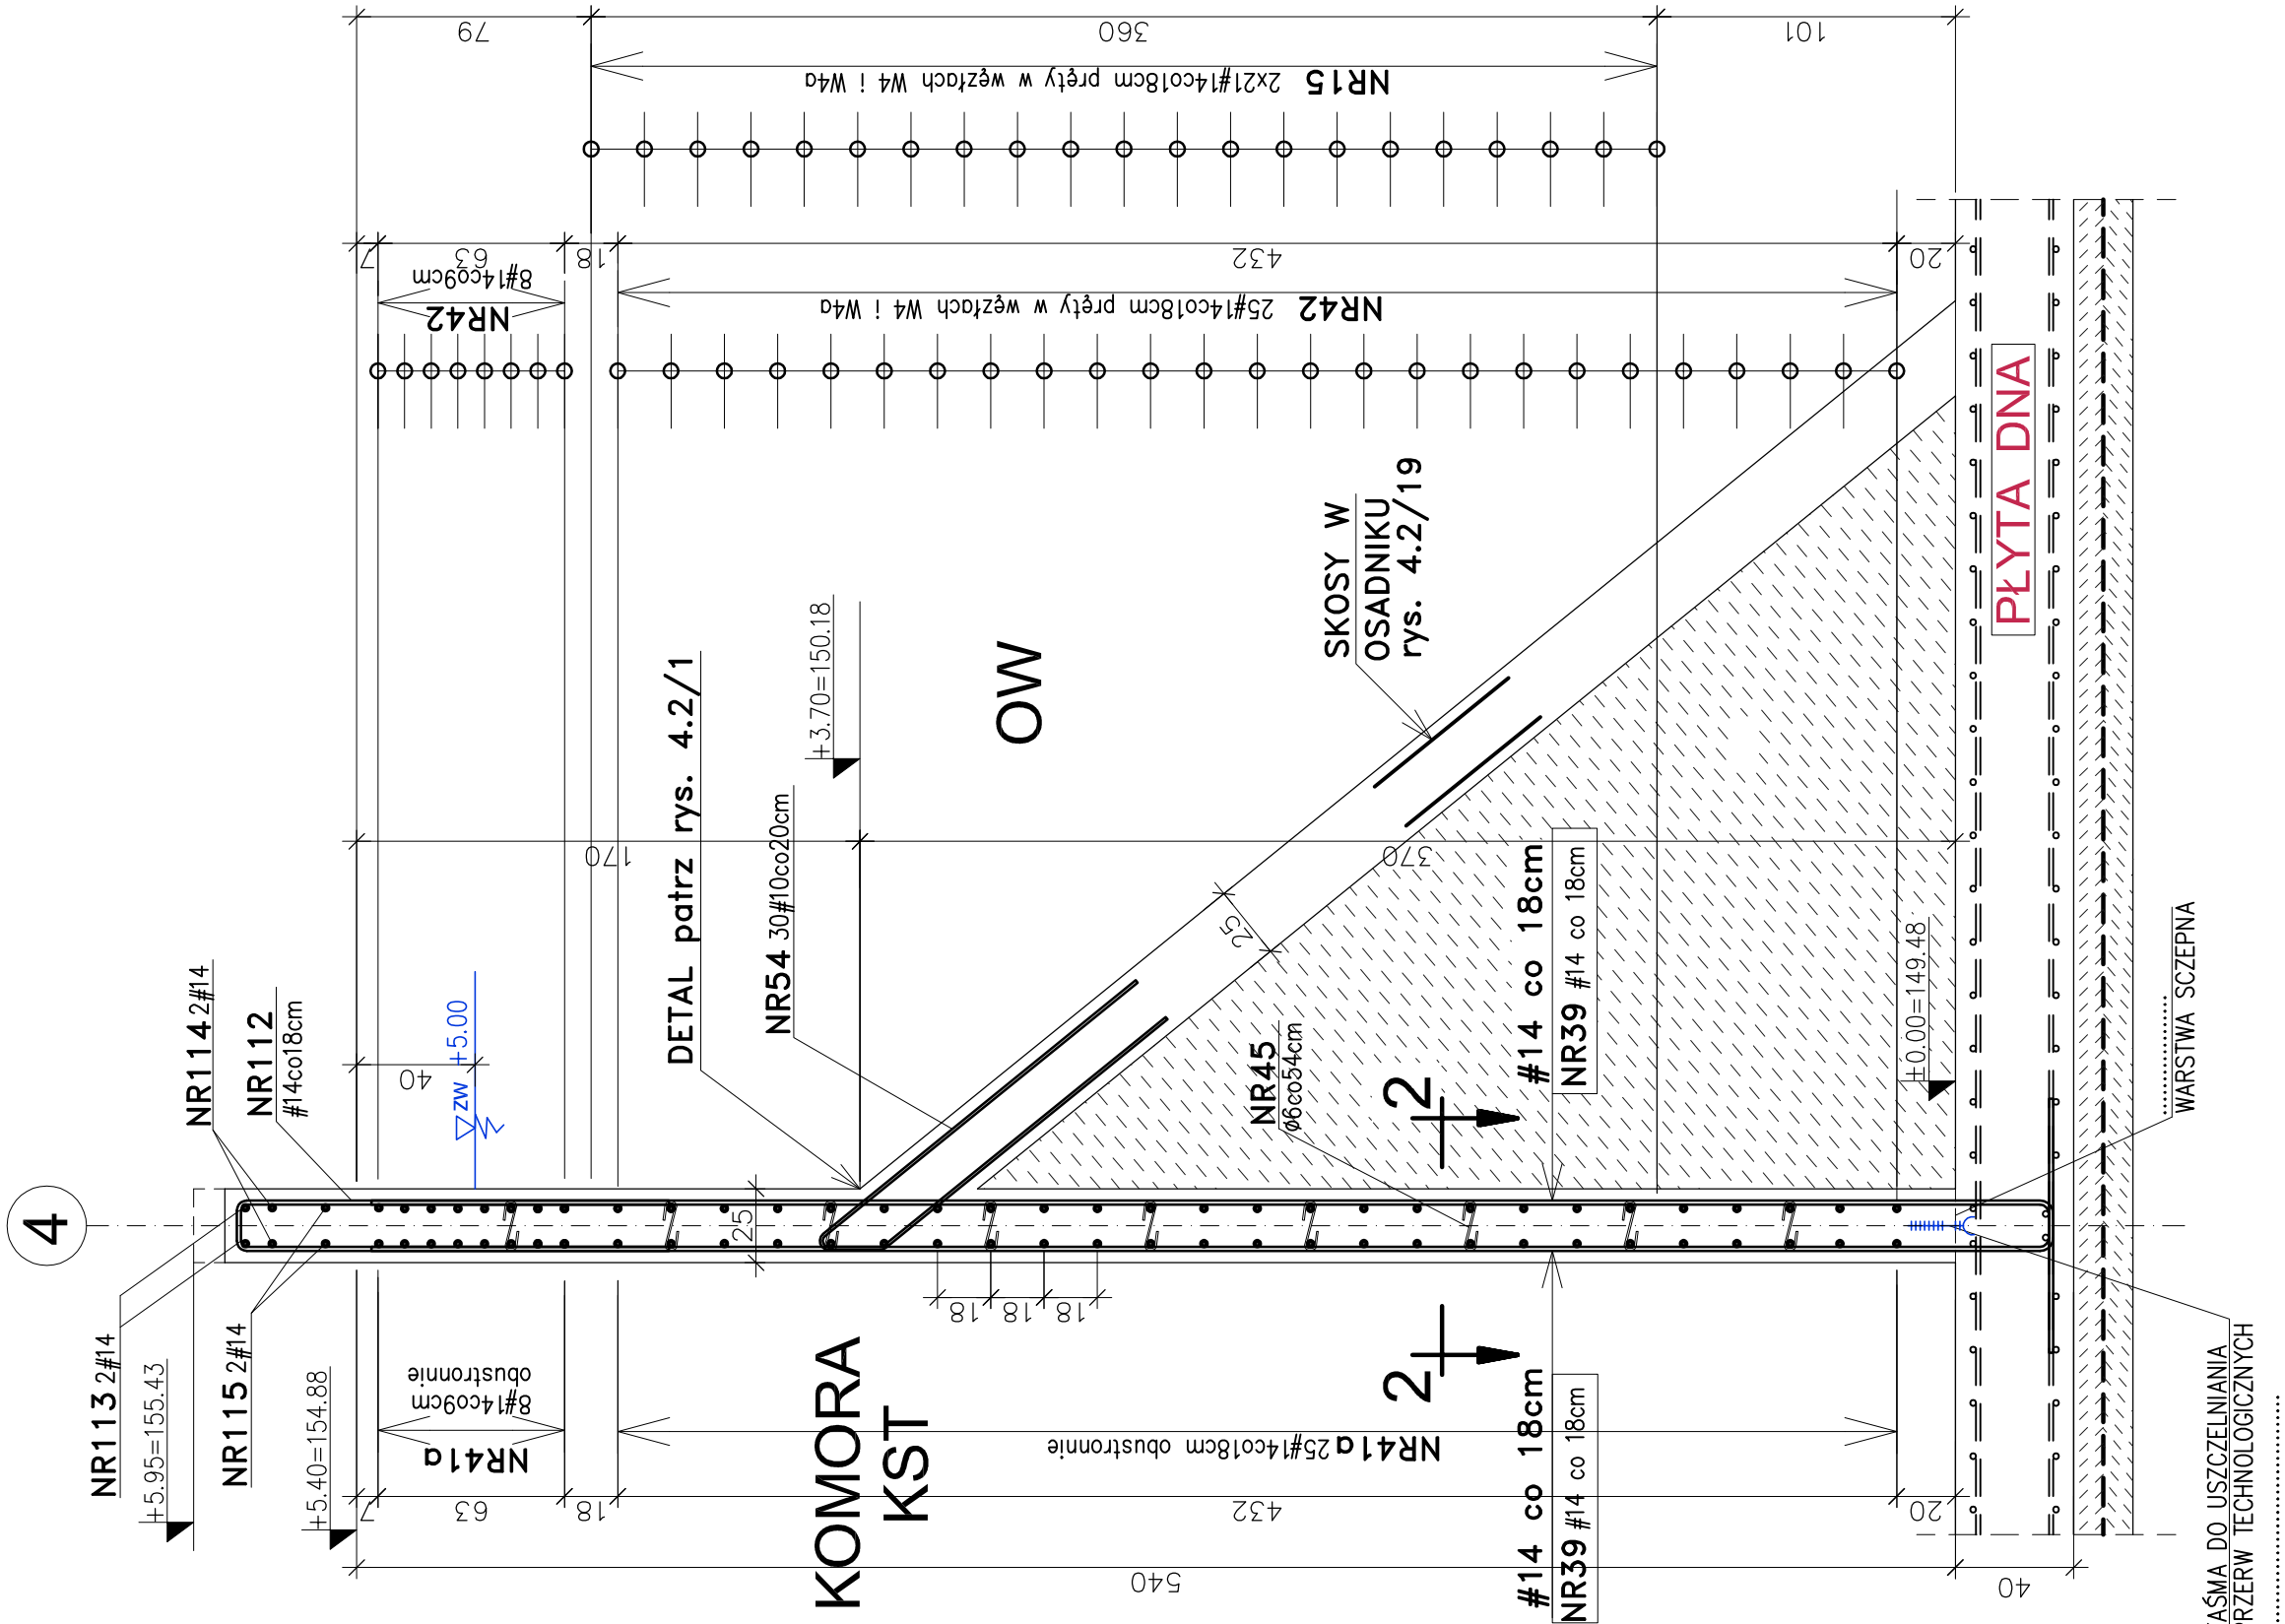 4
NR113 2#14
+5.95=155.43
NR115 2#14
+5.40=154.88
NR114 2#14
NR112
#14co18cm
40
zw +5.00
DETAL patrz rys. 4.2/1
NR54 30#10co20cm
+3.70=150.18
OW
SKOSY W
OSADNIKU
rys. 4.2/19
79
360
101
NR15 2x21#14co18cm pręty w węzłach W4 i W4a
7
63
18
432
20
NR42
8#14co9cm
NR42 25#14co18cm pręty w węzłach W4 i W4a
170
370
25
25
18
18
18
NR45
ø6co54cm
2
2
#14 co 18cm
NR39 #14 co 18cm
#14 co 18cm
NR39 #14 co 18cm
+0.00=149.48
PŁYTA DNA
WARSTWA SCZEPNA
KOMORA
KST
NR41a
8#14co9cm
obustronnie
NR41a 25#14co18cm obustronnie
7
63
18
432
20
540
40
TAŚMA DO USZCZELNIANIA
PRZERW TECHNOLOGICZNYCH